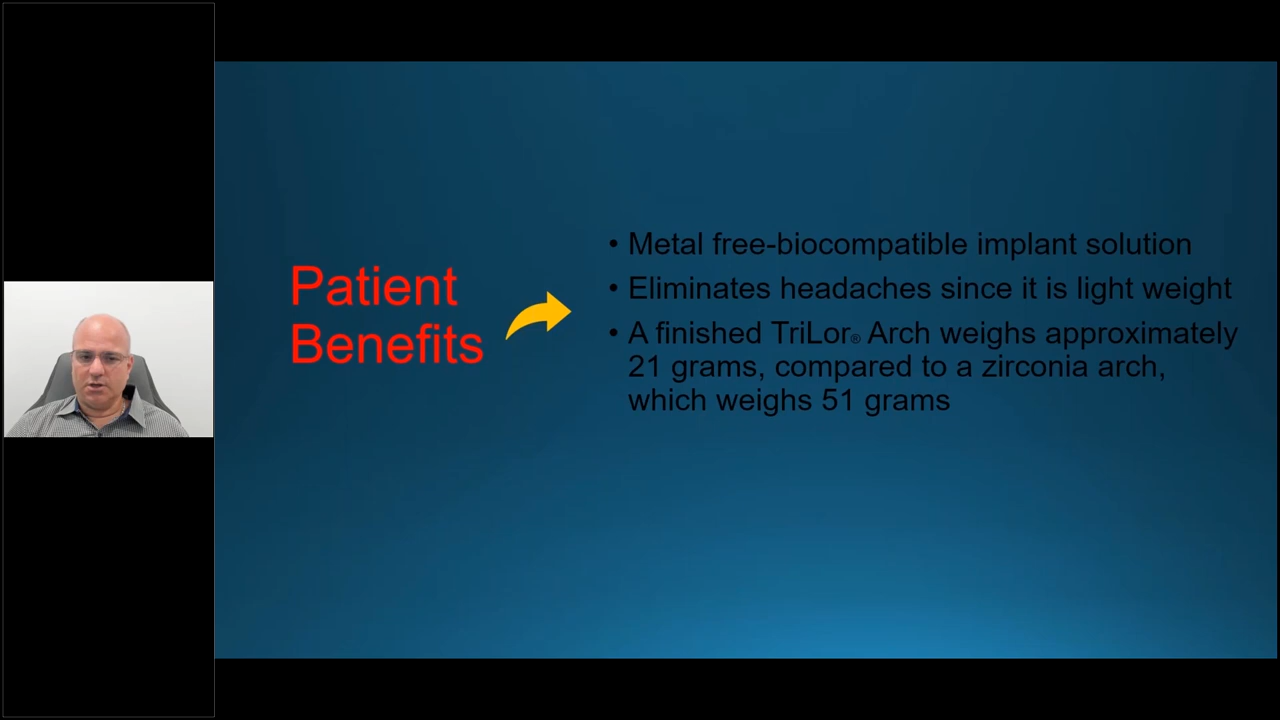 Patient
Benefits
• Metal free-biocompatible implant solution
• Eliminates headaches since it is light weight
• A finished TriLor® Arch weighs approximately
21 grams, compared to a zirconia arch,
which weighs 51 grams